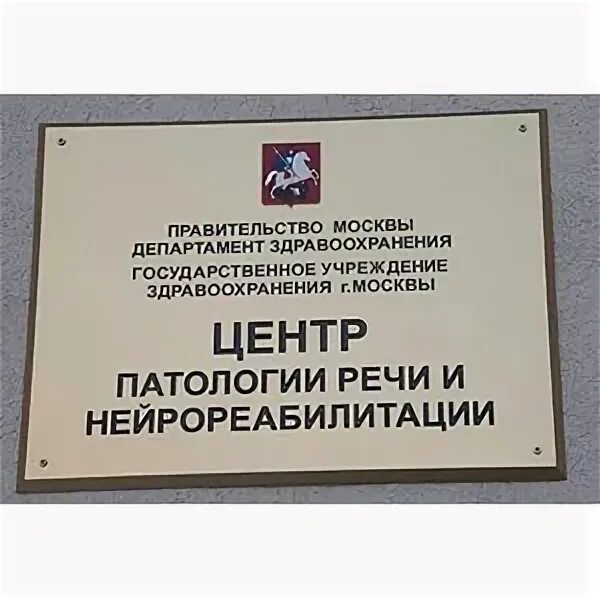 ПРАВИТЕЛЬСТВО МОСКВЫ
ДЕПАРТАМЕНТ ЗДРАВООХРАНЕНИЯ
ГОСУДАРСТВЕННОЕ УЧРЕЖДЕНИЕ
ЗДРАВООХРАНЕНИЯ г.МОСКВЫ
ЦЕНТР
ПАТОЛОГИИ РЕЧИ И
НЕЙРОРЕАБИЛИТАЦИИ